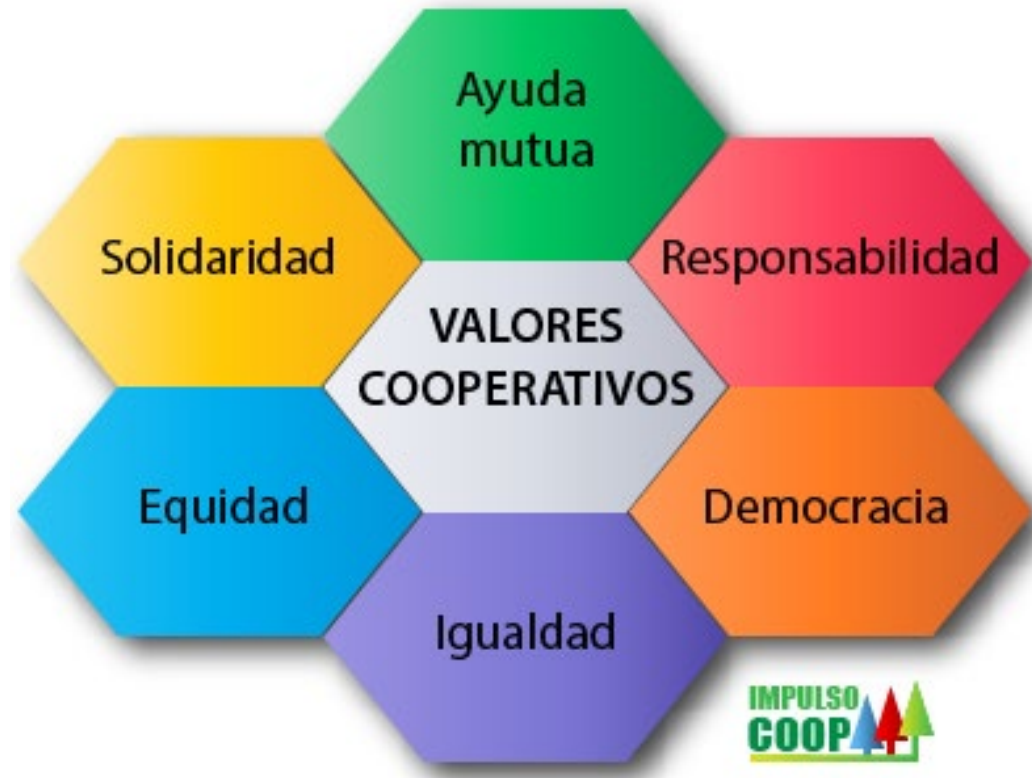 Ayuda
mutua
Solidaridad
Responsabilidad
VALORES
COOPERATIVOS
Equidad
Democracia
Igualdad
IMPULSO
COOP